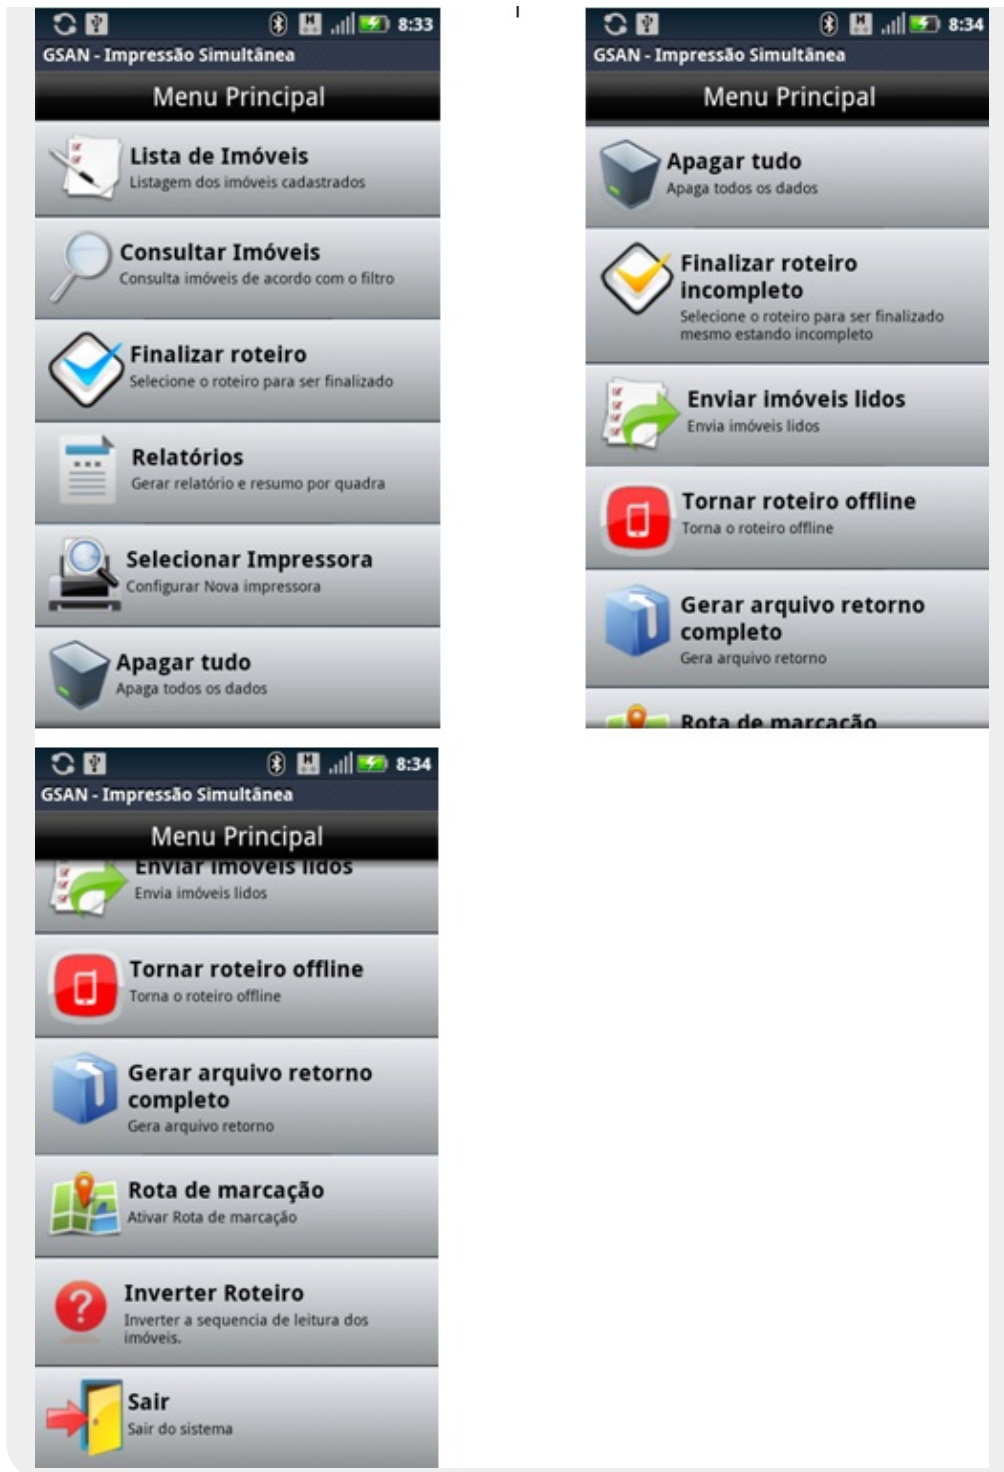 8:33
GSAN - Impressão Simultânea
Menu Principal
Lista de Imóveis
Listagem dos imóveis cadastrados
Consultar Imóveis
Consulta imóveis de acordo com o filtro
Finalizar roteiro
Selecione o roteiro para ser finalizado
Relatórios
Gerar relatório e resumo por quadra
Selecionar Impressora
Configurar Nova impressora
Apagar tudo
Apaga todos os dados
8:34
GSAN - Impressão Simultânea
Menu Principal
Apagar tudo
Apaga todos os dados
Finalizar roteiro
incompleto
Selecione o roteiro para ser finalizado
mesmo estando incompleto
Enviar imóveis lidos
Envia imóveis lidos
Tornar roteiro offline
Torna o roteiro offline
Gerar arquivo retorno
completo
Gera arquivo retorno
Rota de marcação
8:34
GSAN - Impressão Simultânea
Menu Principal
Enviar imóveis lidos
Envia imóveis lidos
Tornar roteiro offline
Torna o roteiro offline
Gerar arquivo retorno
completo
Gera arquivo retorno
Rota de marcação
Ativar Rota de marcação
Inverter Roteiro
Inverter a sequencia de leitura dos
imóveis.
Sair
Sair do sistema